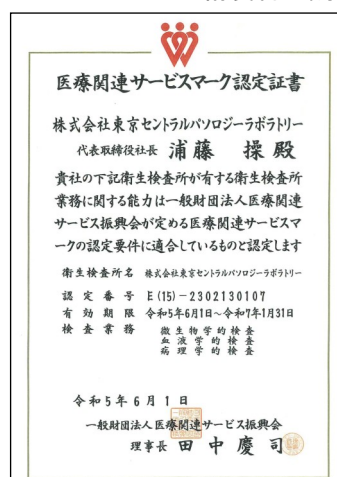 医療関連サービスマーク認定証書
株式会社東京セントラルパソロジーラボラトリー
代表取締役社長 浦藤 操 殿
貴社の下記衛生検査所が有する衛生検査所
業務に関する能力は一般財団法人医療関連
サービス振興会が定める医療関連サービスマ
ークの認定要件に適合しているものと認定します
衛生検査所名 株式会社東京セントラルパソロジーラボラトリー
認定番号 E(15)-2302130107
有効期限 令和5年6月1日~令和7年1月31日
検査業務 微生物学的検査
血液学的検査
病理学的検査
令和5年6月1日
一般財団法人医療関連サービス振興会
理事長 田中慶司